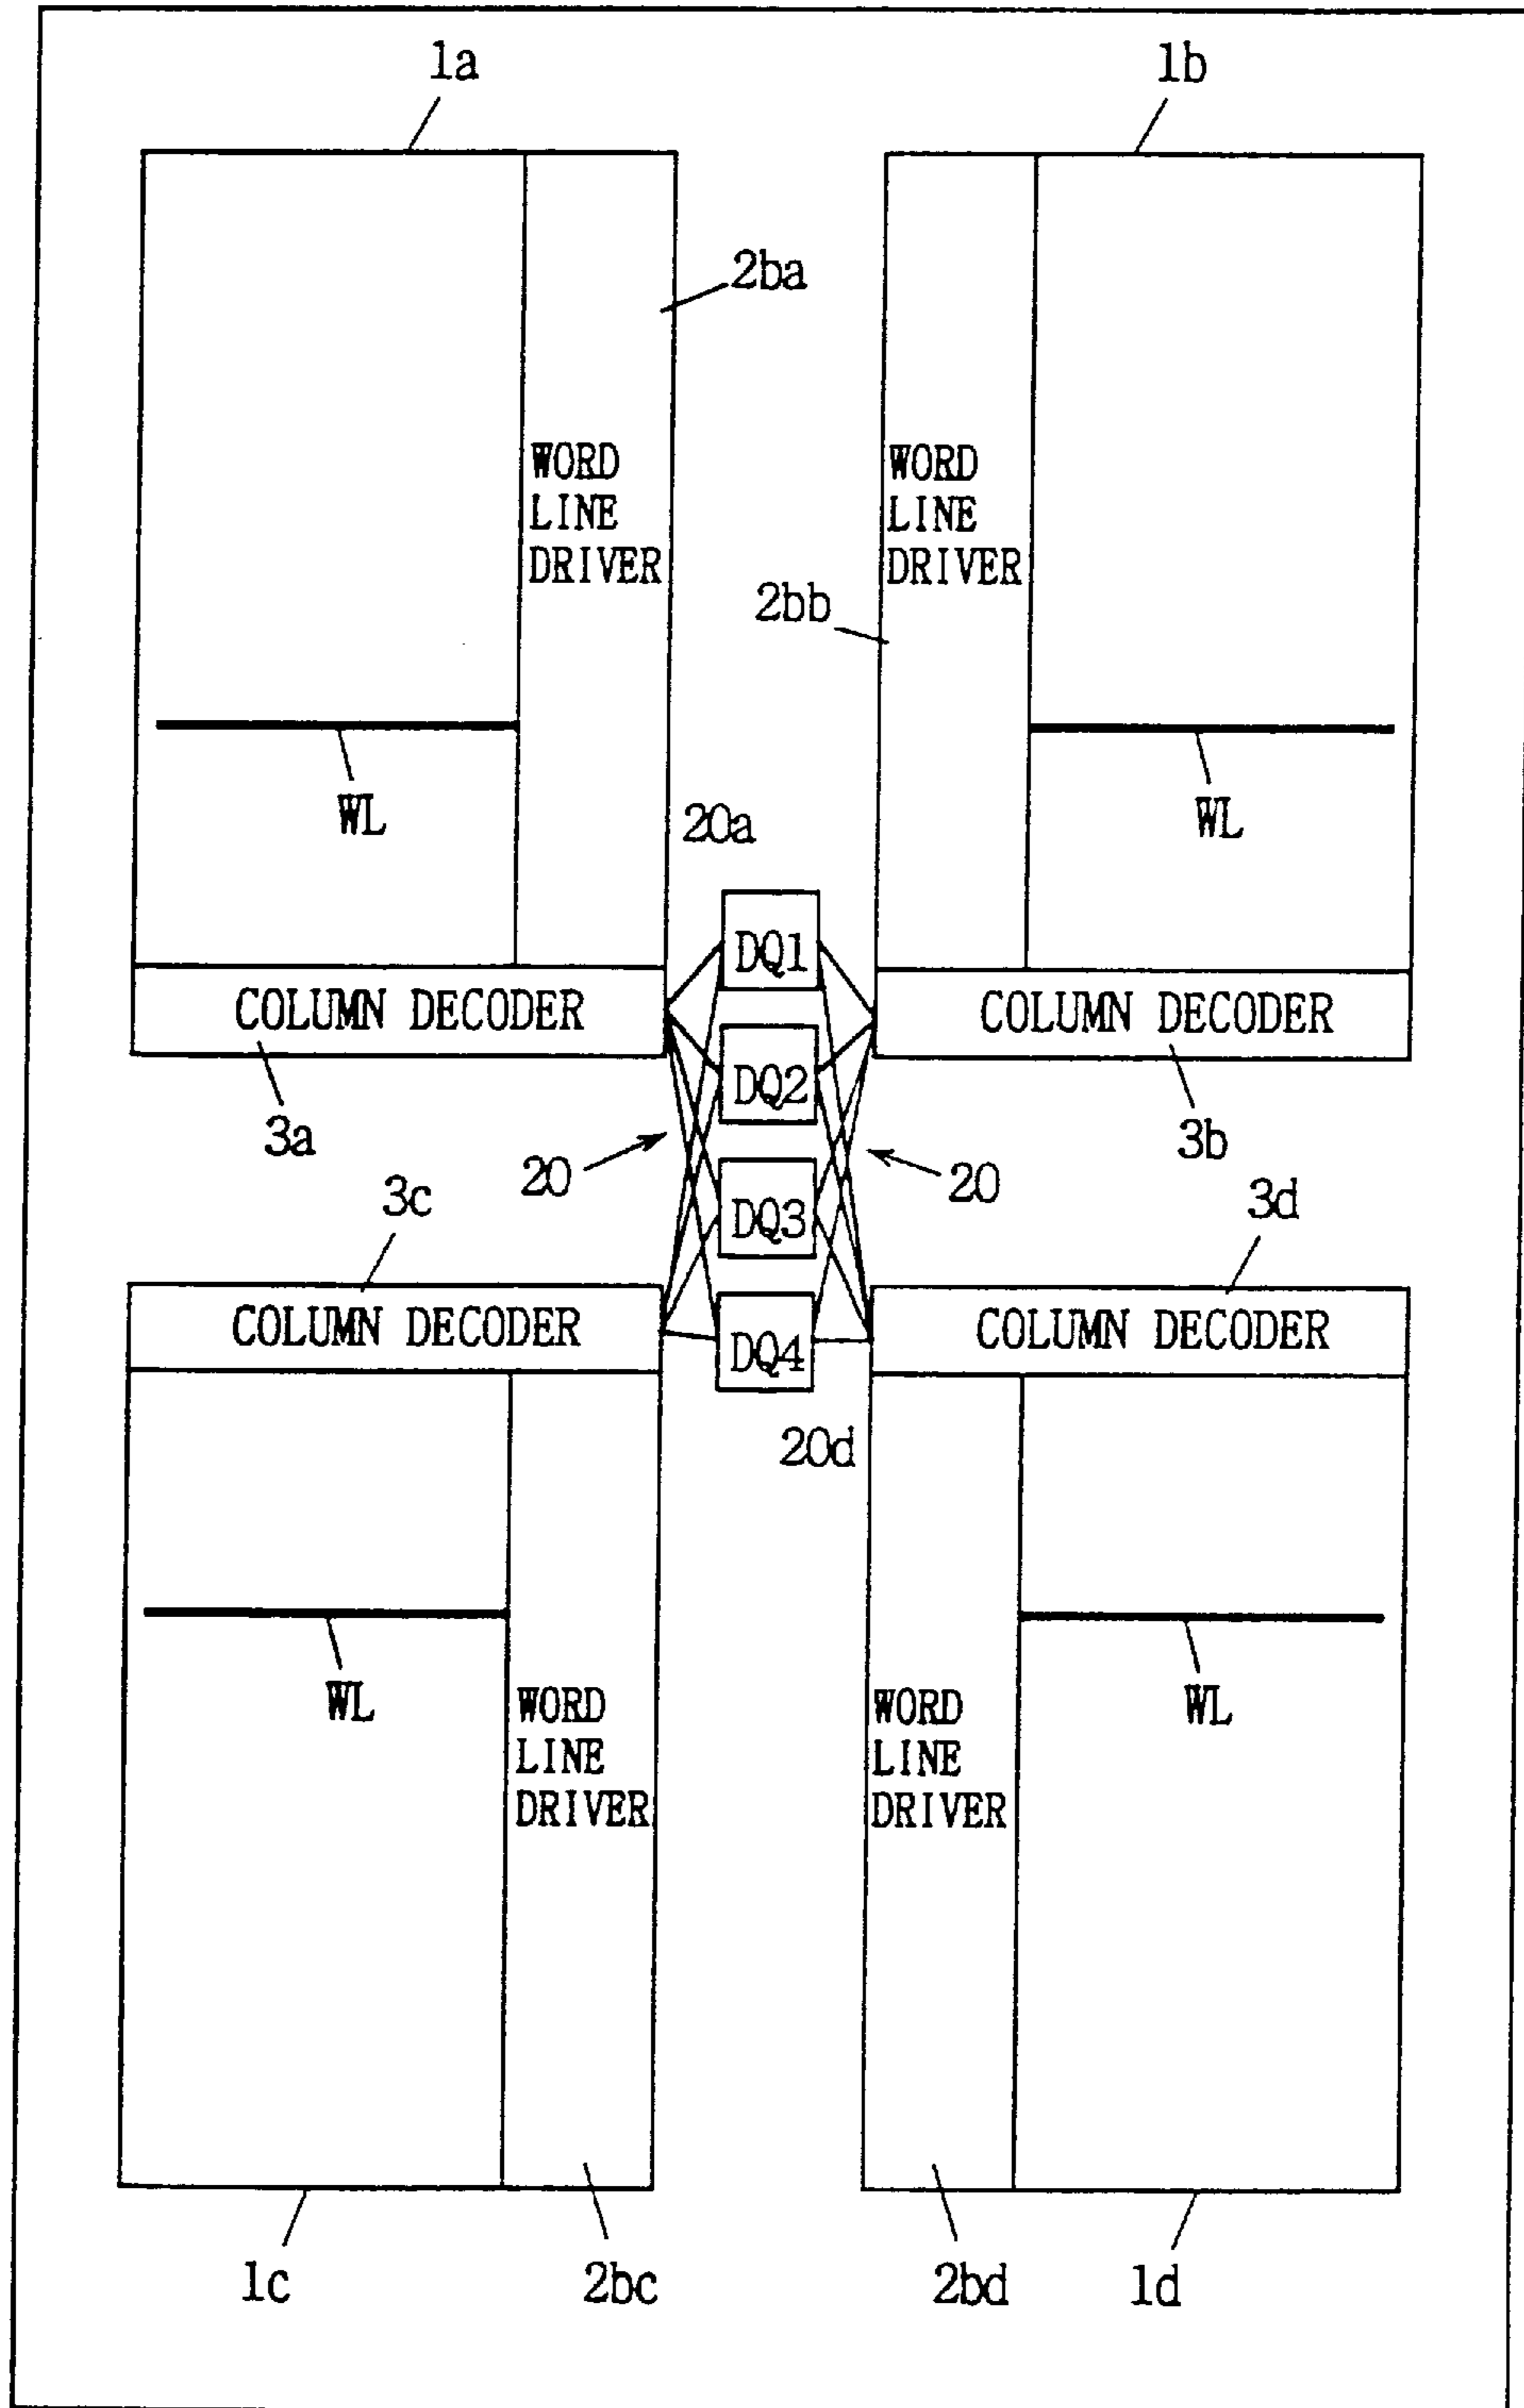 1a
1b
2ba
WORD
LINE
DRIVER
WORD
LINE
DRIVER
2bb
WL
20a
WL
DQ1
COLUMN DECODER
COLUMN DECODER
DQ2
3a
20
20
3b
3c
DQ3
3d
COLUMN DECODER
DQ4
COLUMN DECODER
20d
WL
WORD
LINE
DRIVER
WORD
LINE
DRIVER
WL
1c
2bc
2bd
1d